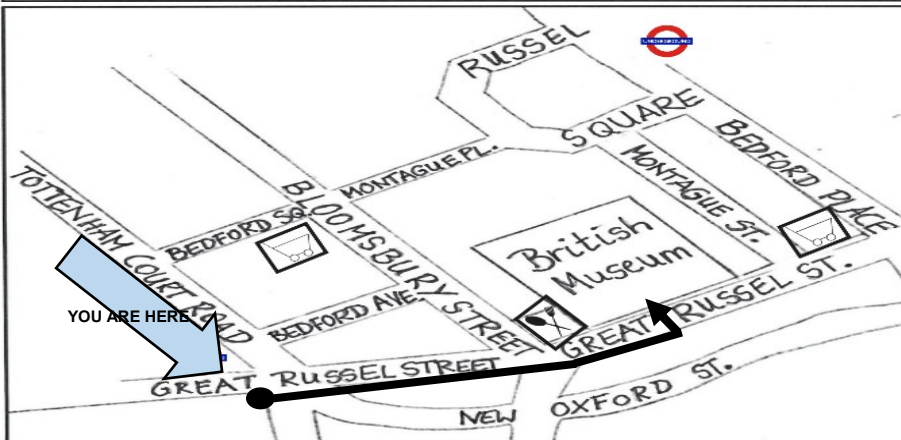 RUSSEL
SQUARE
MONTAGUE PL.
BEDFORD PLACE
MONTAGUE ST.
TOTTENHAM COURT ROAD
BEDFORD SQ.
BLOOMSBURY STREET
British
Museum
YOU ARE HERE
BEDFORD AVE.
GREAT RUSSEL STREET
GREAT RUSSEL ST.
NEW OXFORD ST.